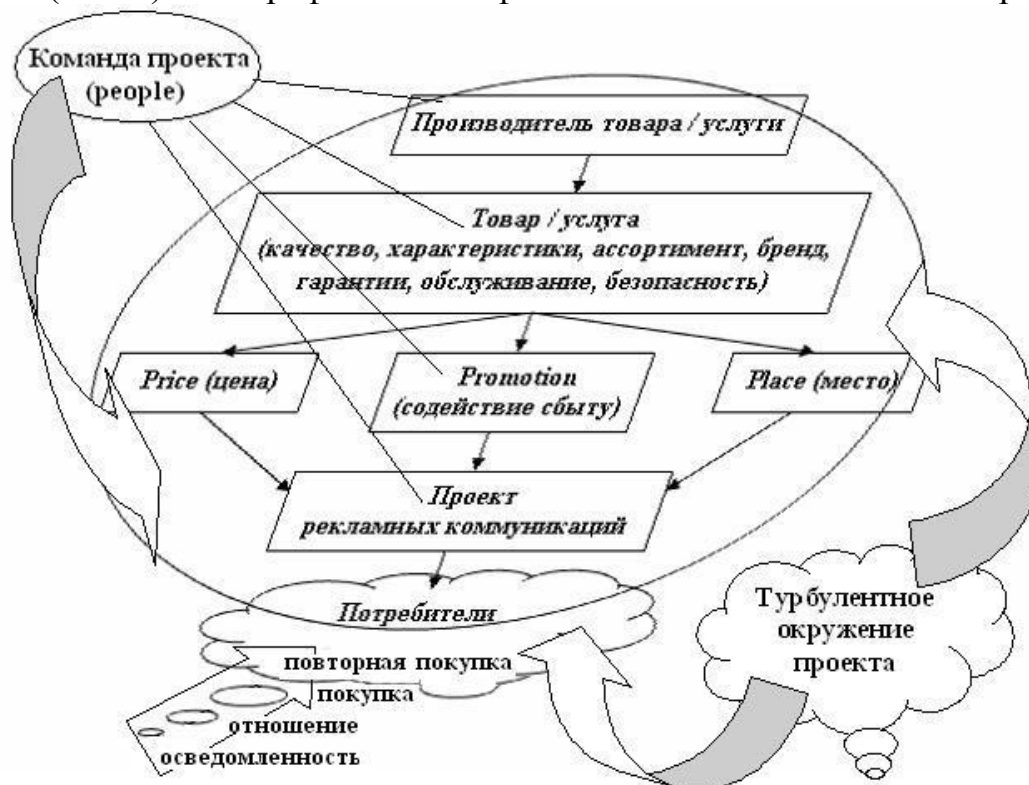 Команда проекта
(people)
Производитель товара / услуги
Товар / услуга
(качество, характеристики, ассортимент, бренд,
гарантии, обслуживание, безопасность)
Price (цена)
Promotion
(содействие сбыту)
Place (место)
Проект
рекламных коммуникаций
Потребители
повторная покупка
покупка
отношение
осведомленность
Турбулентное
окружение
проекта